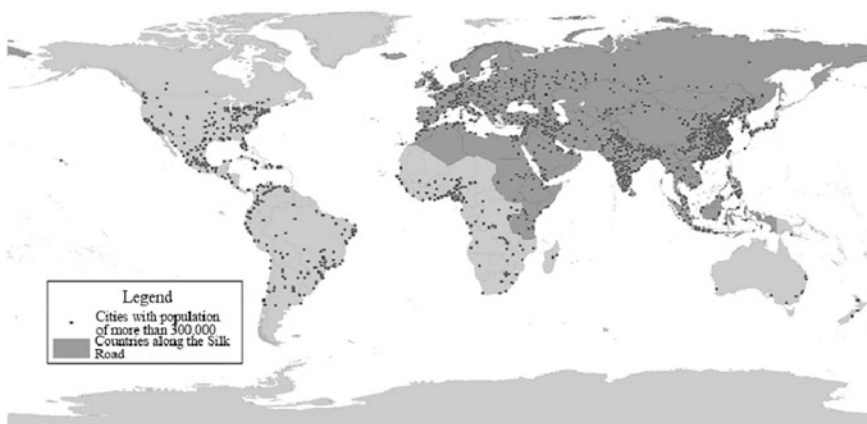 Legend
Cities with population
of more than 300,000
Countries along the Silk
Road